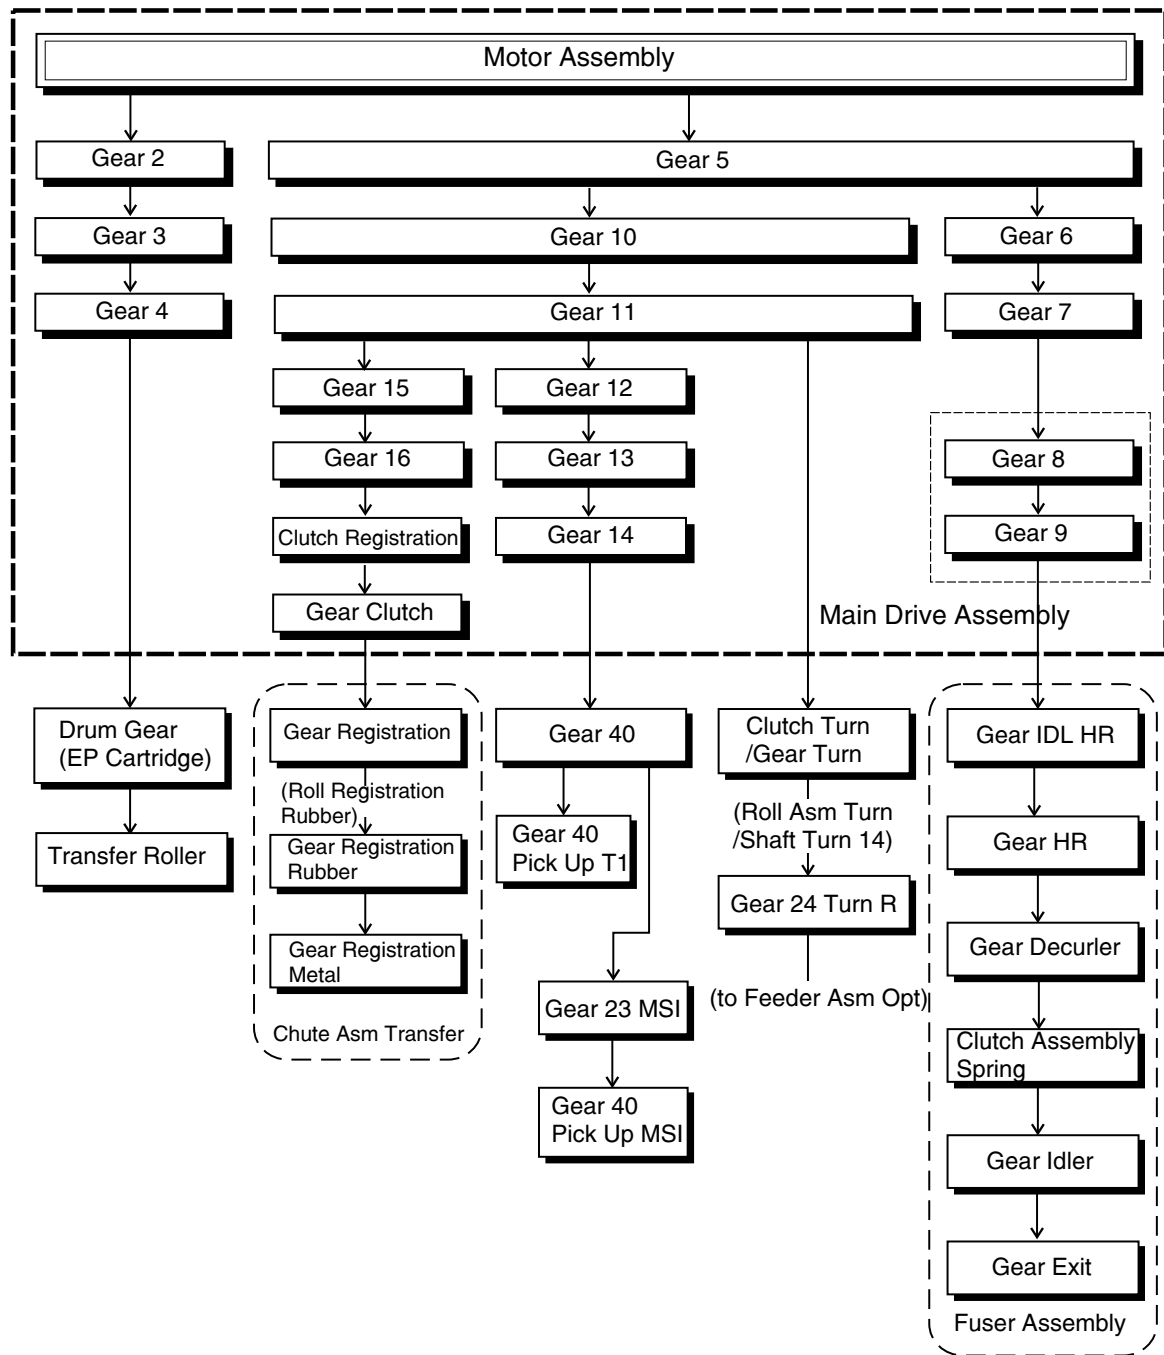 Motor Assembly
Gear 2
Gear 5
Gear 3
Gear 10
Gear 6
Gear 4
Gear 11
Gear 7
Gear 15
Gear 12
Gear 16
Gear 13
Gear 8
Clutch Registration
Gear 14
Gear 9
Gear Clutch
Main Drive Assembly
Drum Gear
(EP Cartridge)
Transfer Roller
Gear Registration
(Roll Registration
Rubber)
Gear Registration
Rubber
Gear Registration
Metal
Chute Asm Transfer
Gear 40
Gear 40
Pick Up T1
Gear 23 MSI
Gear 40
Pick Up MSI
Clutch Turn
/Gear Turn
(Roll Asm Turn
/Shaft Turn 14)
Gear 24 Turn R
(to Feeder Asm Opt)
Gear IDL HR
Gear HR
Gear Decurler
Clutch Assembly
Spring
Gear Idler
Gear Exit
Fuser Assembly